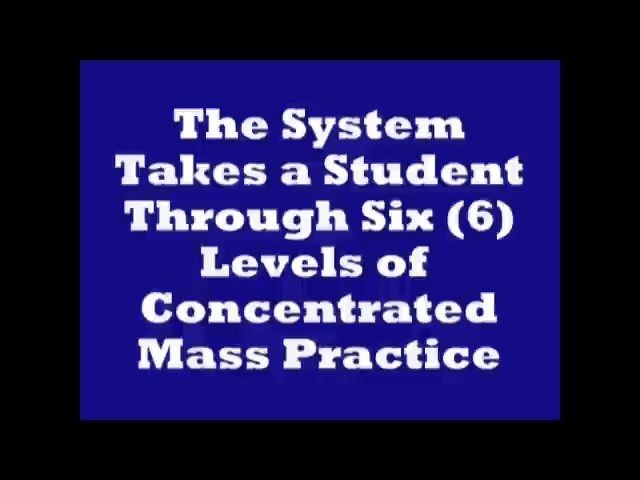 The System
Takes a Student
Through Six (6)
Levels of
Concentrated
Mass Practice